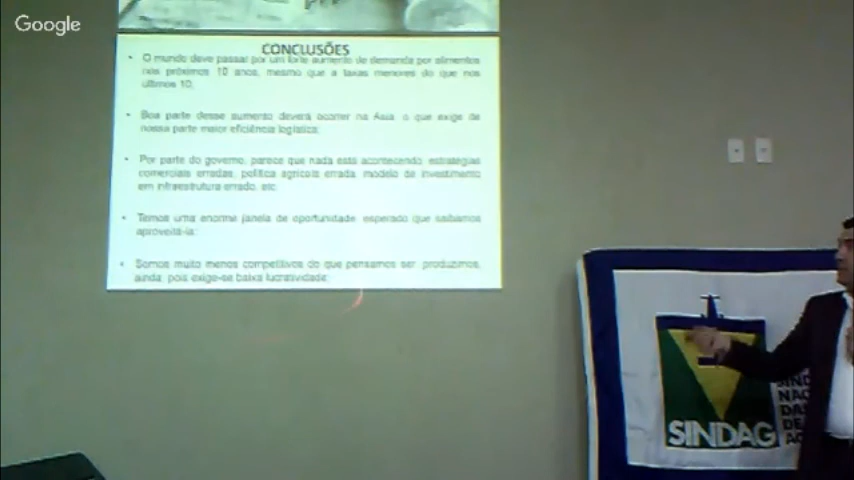 Google
CONCLUSÕES
• O mundo deve passar por um forte aumento de demanda por alimentos
nos próximos 10 anos, mesmo que a taxas menores do que nos
últimos 10;
• Boa parte desse aumento deverá ocorrer na Ásia, o que exige de
nossa parte maior eficiência logística;
• Por parte do governo, parece que nada está acontecendo: estratégias
comerciais erradas, política agrícola errada, modelo de investimento
em infraestrutura errado, etc
• Temos uma enorme janela de oportunidade, esperado que saibamos
aproveitá-la;
• Somos muito menos competitivos do que pensamos ser, produzimos,
ainda, pois exige-se baixa lucratividade;
SINDAG
SIND
NAC
DAS
DE